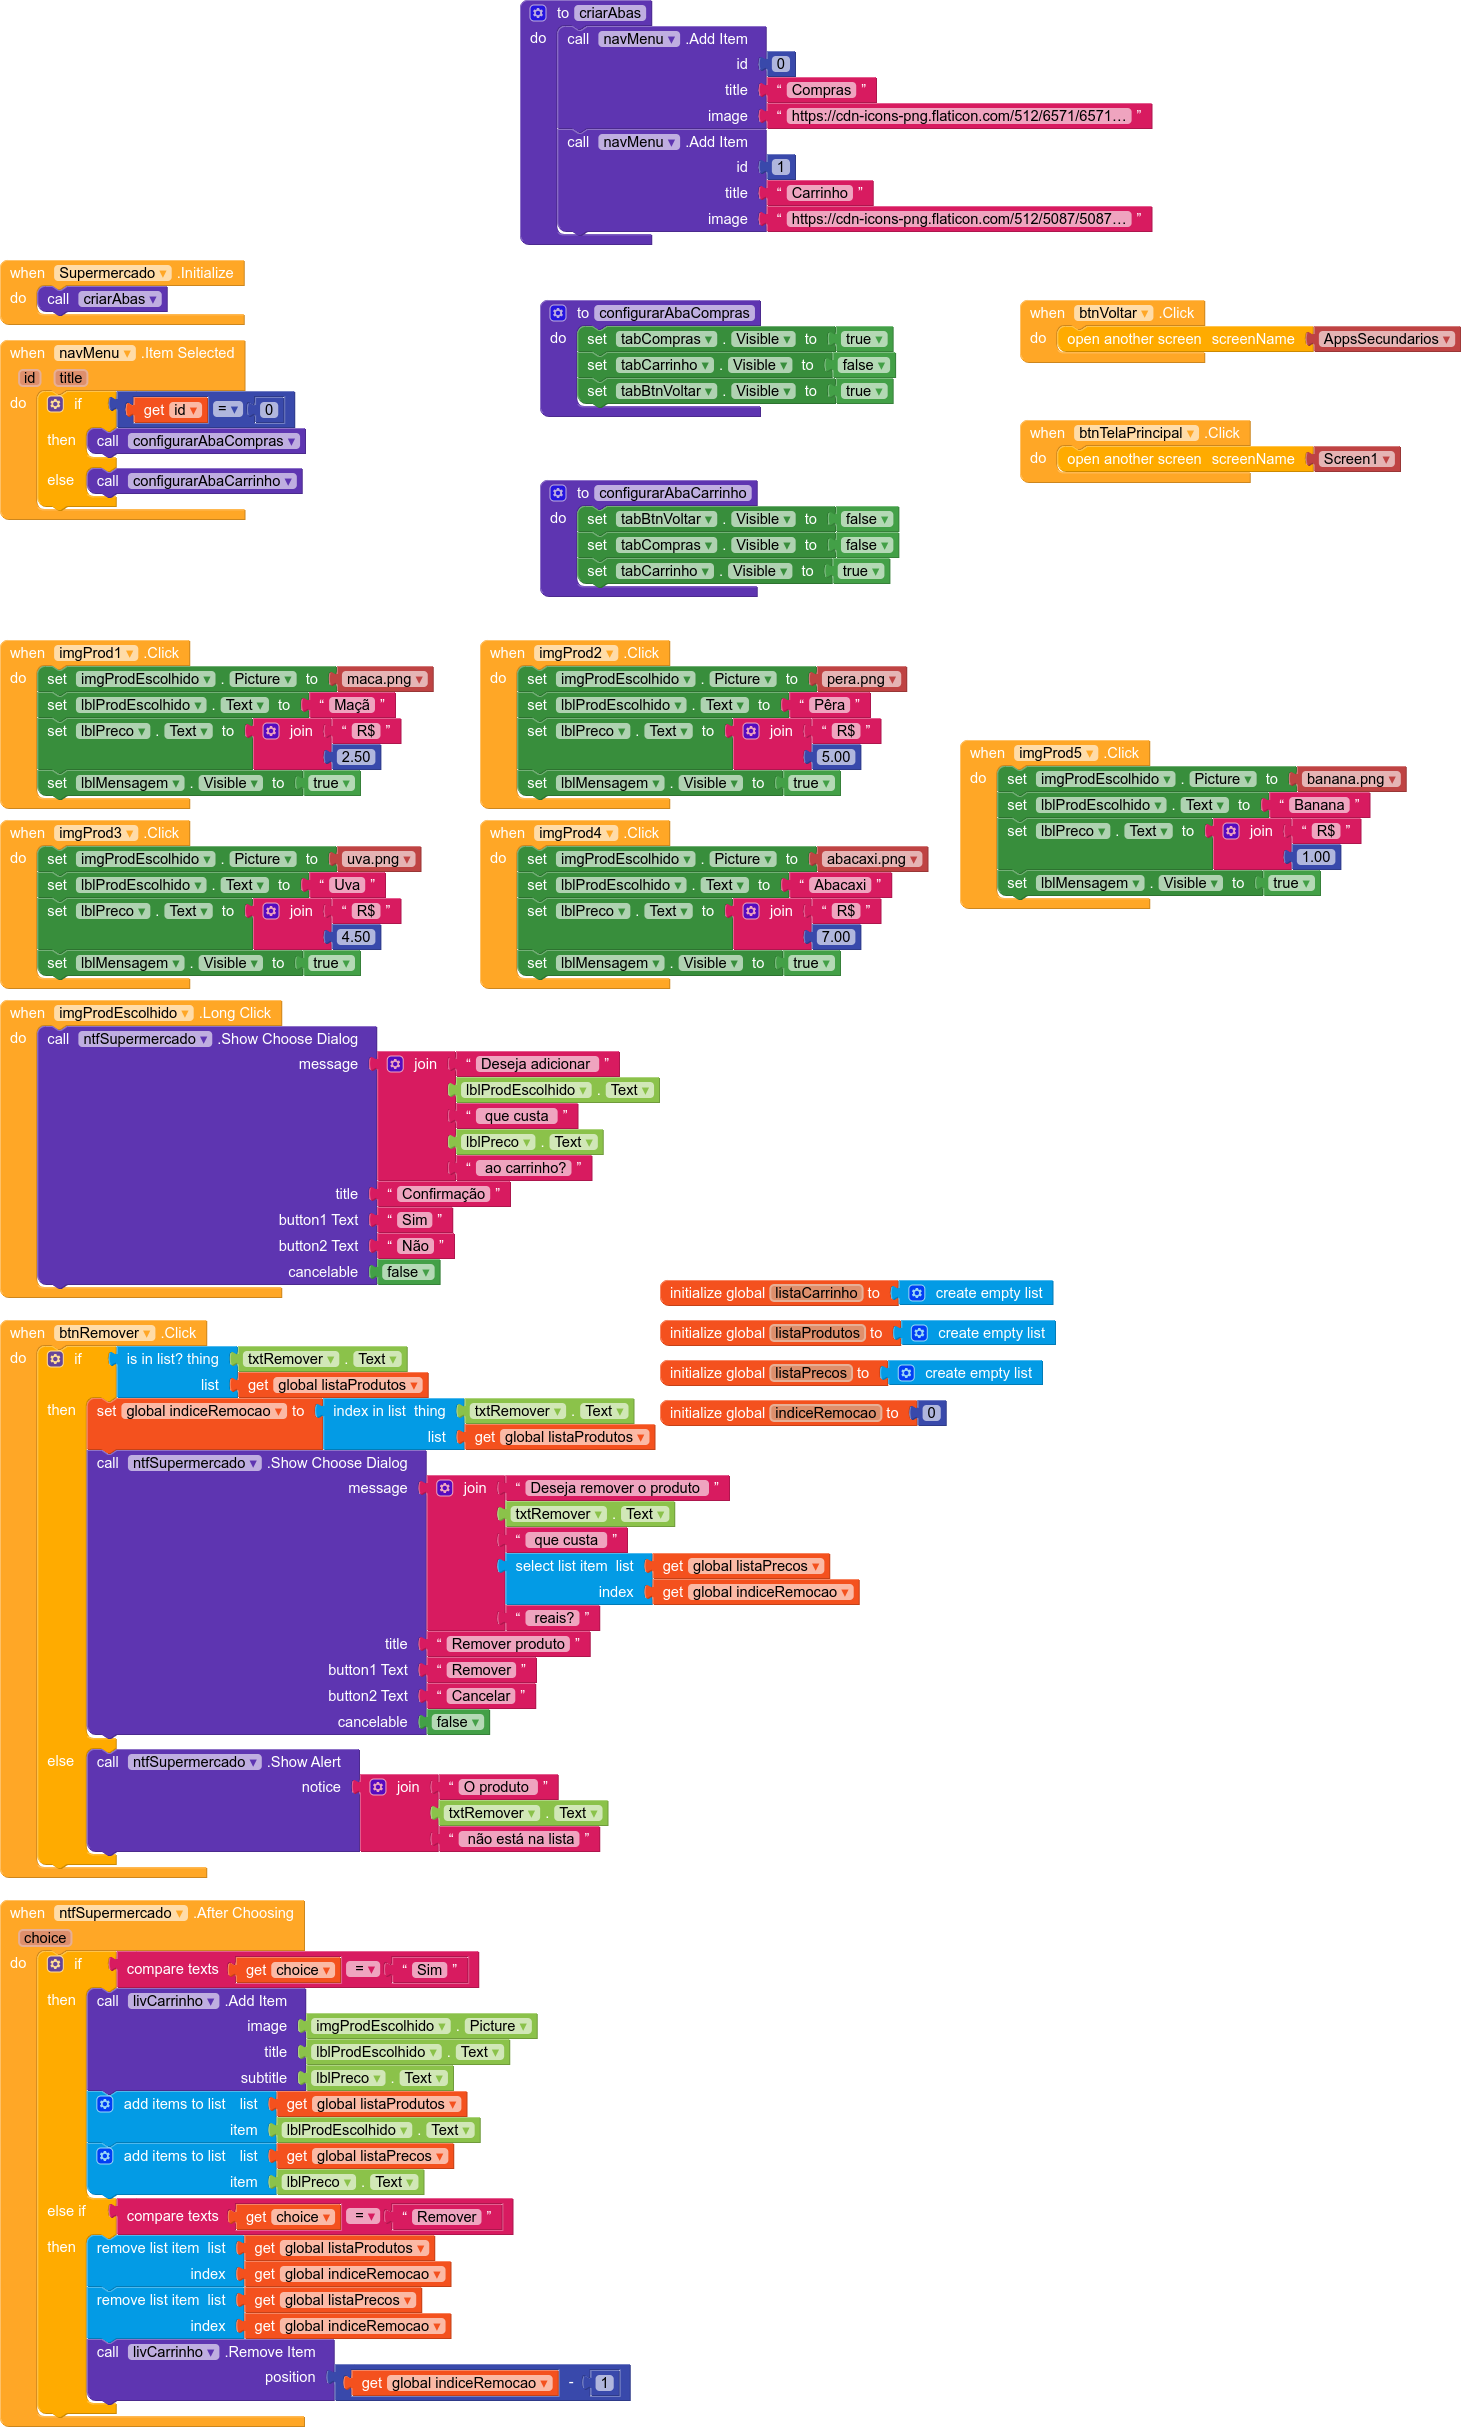 to criarAbas
do call navMenu .Add Item
id 0
title “ Compras ”
image “ https://cdn-icons-png.flaticon.com/512/6571/6571... ”
call navMenu .Add Item
id 1
title “ Carrinho ”
image “ https://cdn-icons-png.flaticon.com/512/5087/5087... ”
when Supermercado .Initialize
do call criarAbas
when navMenu .Item Selected
id title
do if get id = 0
then call configurarAbaCompras
else call configurarAbaCarrinho
to configurarAbaCompras
do set tabCompras . Visible to true
set tabCarrinho . Visible to false
set tabBtnVoltar . Visible to true
to configurarAbaCarrinho
do set tabBtnVoltar . Visible to false
set tabCompras . Visible to false
set tabCarrinho . Visible to true
when btnVoltar .Click
do open another screen screenName AppsSecundarios
when btnTelaPrincipal .Click
do open another screen screenName Screen1
when imgProd1 .Click
do set imgProdEscolhido . Picture to maca.png
set lblProdEscolhido . Text to “ Maçã ”
set lblPreco . Text to join “ R$ ”
2.50
set lblMensagem . Visible to true
when imgProd2 .Click
do set imgProdEscolhido . Picture to pera.png
set lblProdEscolhido . Text to “ Pêra ”
set lblPreco . Text to join “ R$ ”
5.00
set lblMensagem . Visible to true
when imgProd5 .Click
do set imgProdEscolhido . Picture to banana.png
set lblProdEscolhido . Text to “ Banana ”
set lblPreco . Text to join “ R$ ”
1.00
set lblMensagem . Visible to true
when imgProd3 .Click
do set imgProdEscolhido . Picture to uva.png
set lblProdEscolhido . Text to “ Uva ”
set lblPreco . Text to join “ R$ ”
4.50
set lblMensagem . Visible to true
when imgProd4 .Click
do set imgProdEscolhido . Picture to abacaxi.png
set lblProdEscolhido . Text to “ Abacaxi ”
set lblPreco . Text to join “ R$ ”
7.00
set lblMensagem . Visible to true
when imgProdEscolhido .Long Click
do call ntfSupermercado .Show Choose Dialog
message join “ Deseja adicionar ”
lblProdEscolhido . Text
“ que custa ”
lblPreco . Text
“ ao carrinho? ”
title “ Confirmação ”
button1 Text “ Sim ”
button2 Text “ Não ”
cancelable false
initialize global listaCarrinho to create empty list
initialize global listaProdutos to create empty list
initialize global listaPrecos to create empty list
initialize global indiceRemocao to 0
when btnRemover .Click
do if is in list? thing txtRemover . Text
list get global listaProdutos
then set global indiceRemocao to index in list thing txtRemover . Text
list get global listaProdutos
call ntfSupermercado .Show Choose Dialog
message join “ Deseja remover o produto ”
txtRemover . Text
“ que custa ”
select list item list get global listaPrecos
index get global indiceRemocao
“ reais? ”
title “ Remover produto ”
button1 Text “ Remover ”
button2 Text “ Cancelar ”
cancelable false
else call ntfSupermercado .Show Alert
notice join “ O produto ”
txtRemover . Text
“ não está na lista ”
when ntfSupermercado .After Choosing
choice
do if compare texts get choice = “ Sim ”
then call livCarrinho .Add Item
image imgProdEscolhido . Picture
title lblProdEscolhido . Text
subtitle lblPreco . Text
add items to list list get global listaProdutos
item lblProdEscolhido . Text
add items to list list get global listaPrecos
item lblPreco . Text
else if compare texts get choice = “ Remover ”
then remove list item list get global listaProdutos
index get global indiceRemocao
remove list item list get global listaPrecos
index get global indiceRemocao
call livCarrinho .Remove Item
position get global indiceRemocao - 1